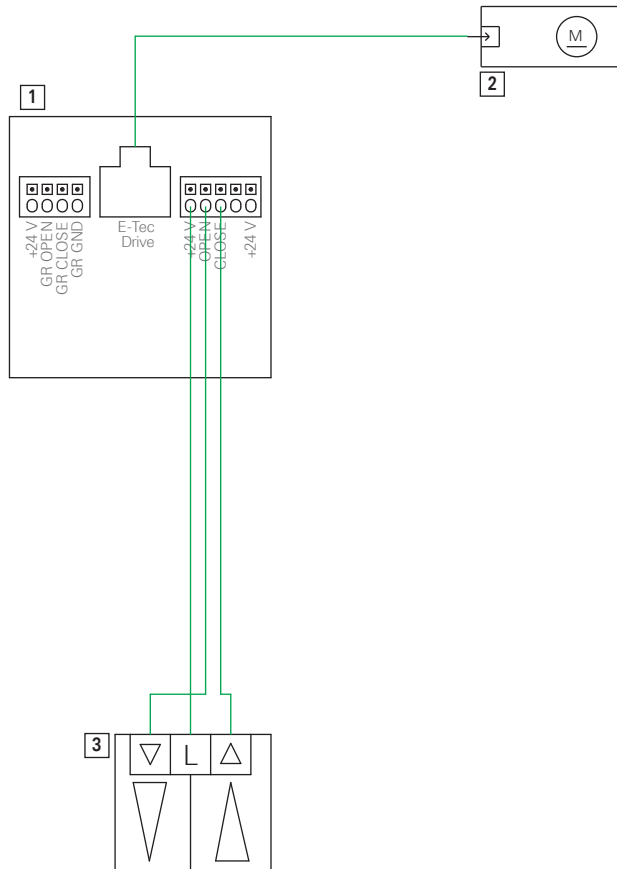 M
2
1
+24 V
GR OPEN
GR CLOSE
GR GND
E-Tec
Drive
+24 V
OPEN
CLOSE
+24 V
3
L